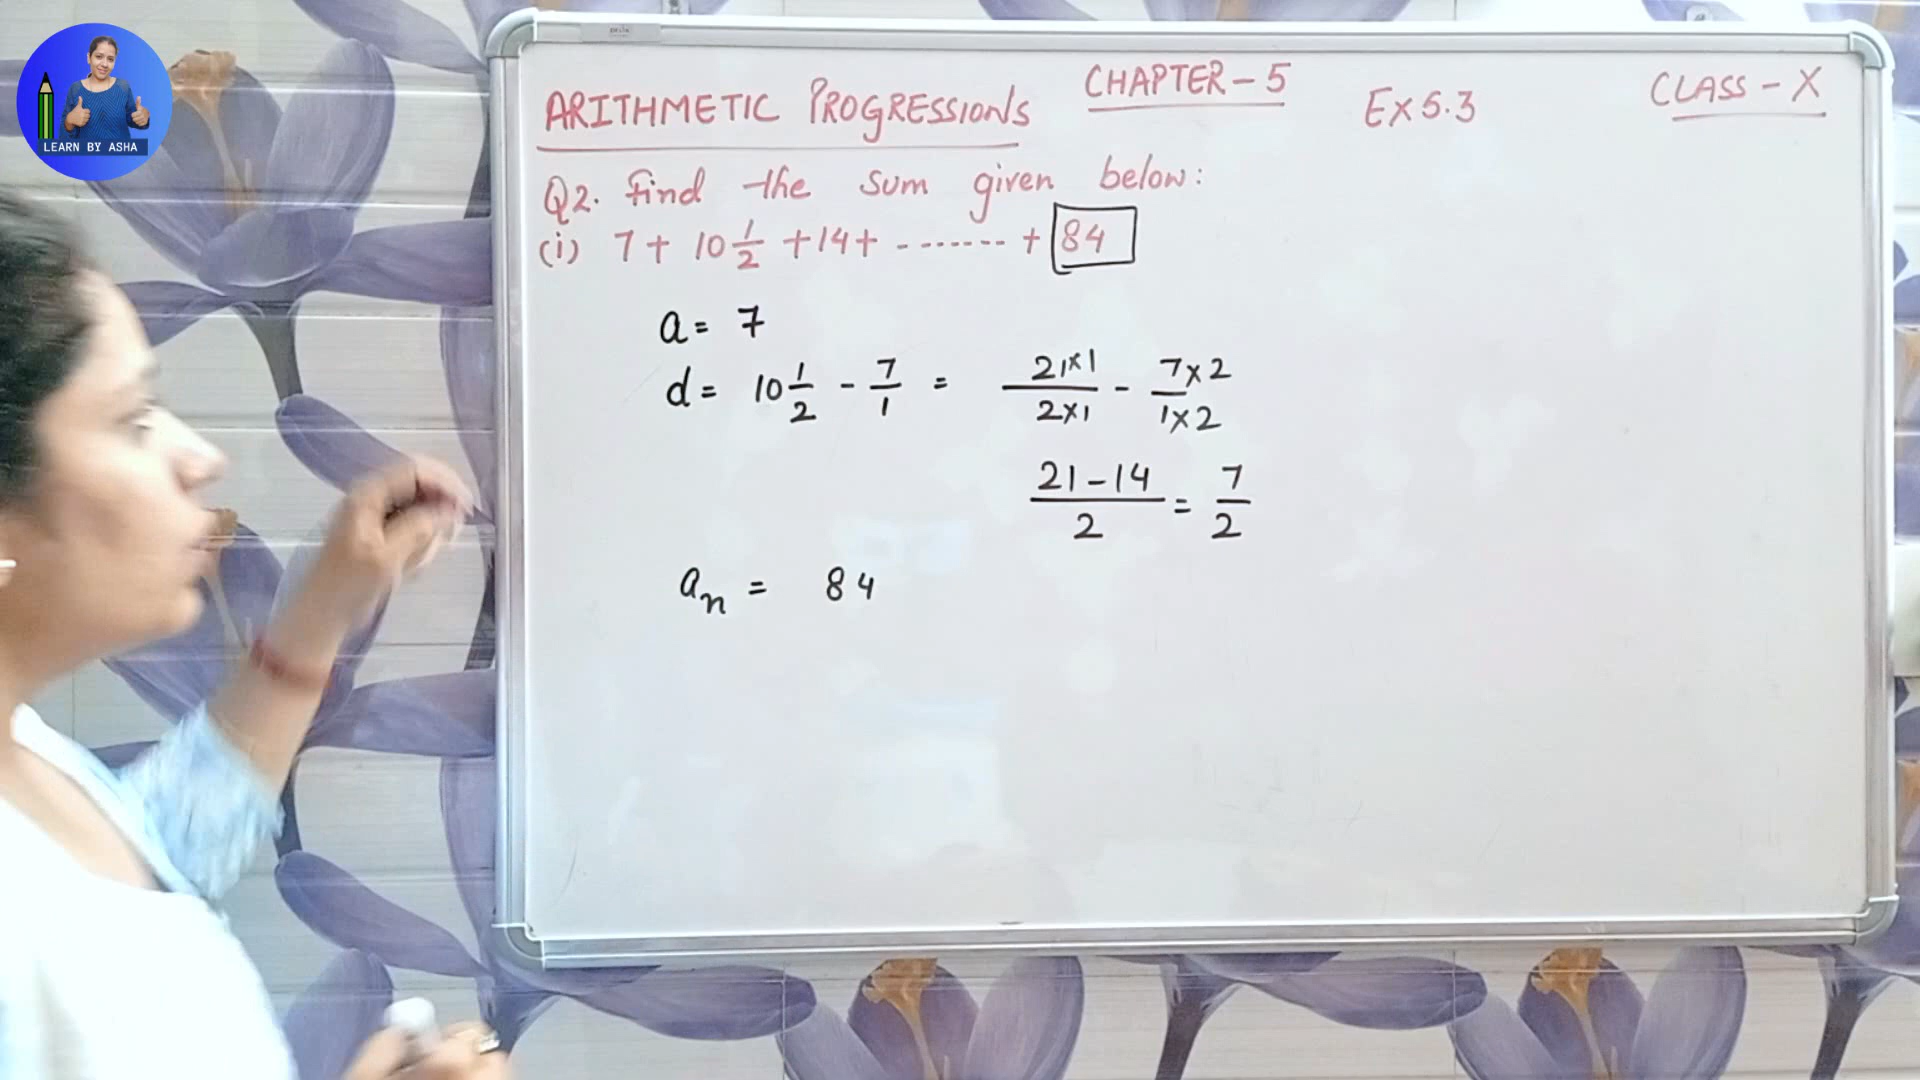 LEARN BY ASHA
ARITHMETIC PROGRESSIONS CHAPTER - 5 Ex 5.3 CLASS - X
Q2. Find the sum given below:
(i) 7 + 10 1/2 + 14 + ------- + 84
a = 7
d = 10 1/2 - 7/1 = 21×1/2×1 - 7×2/1×2
21-14/2 = 7/2
an = 84